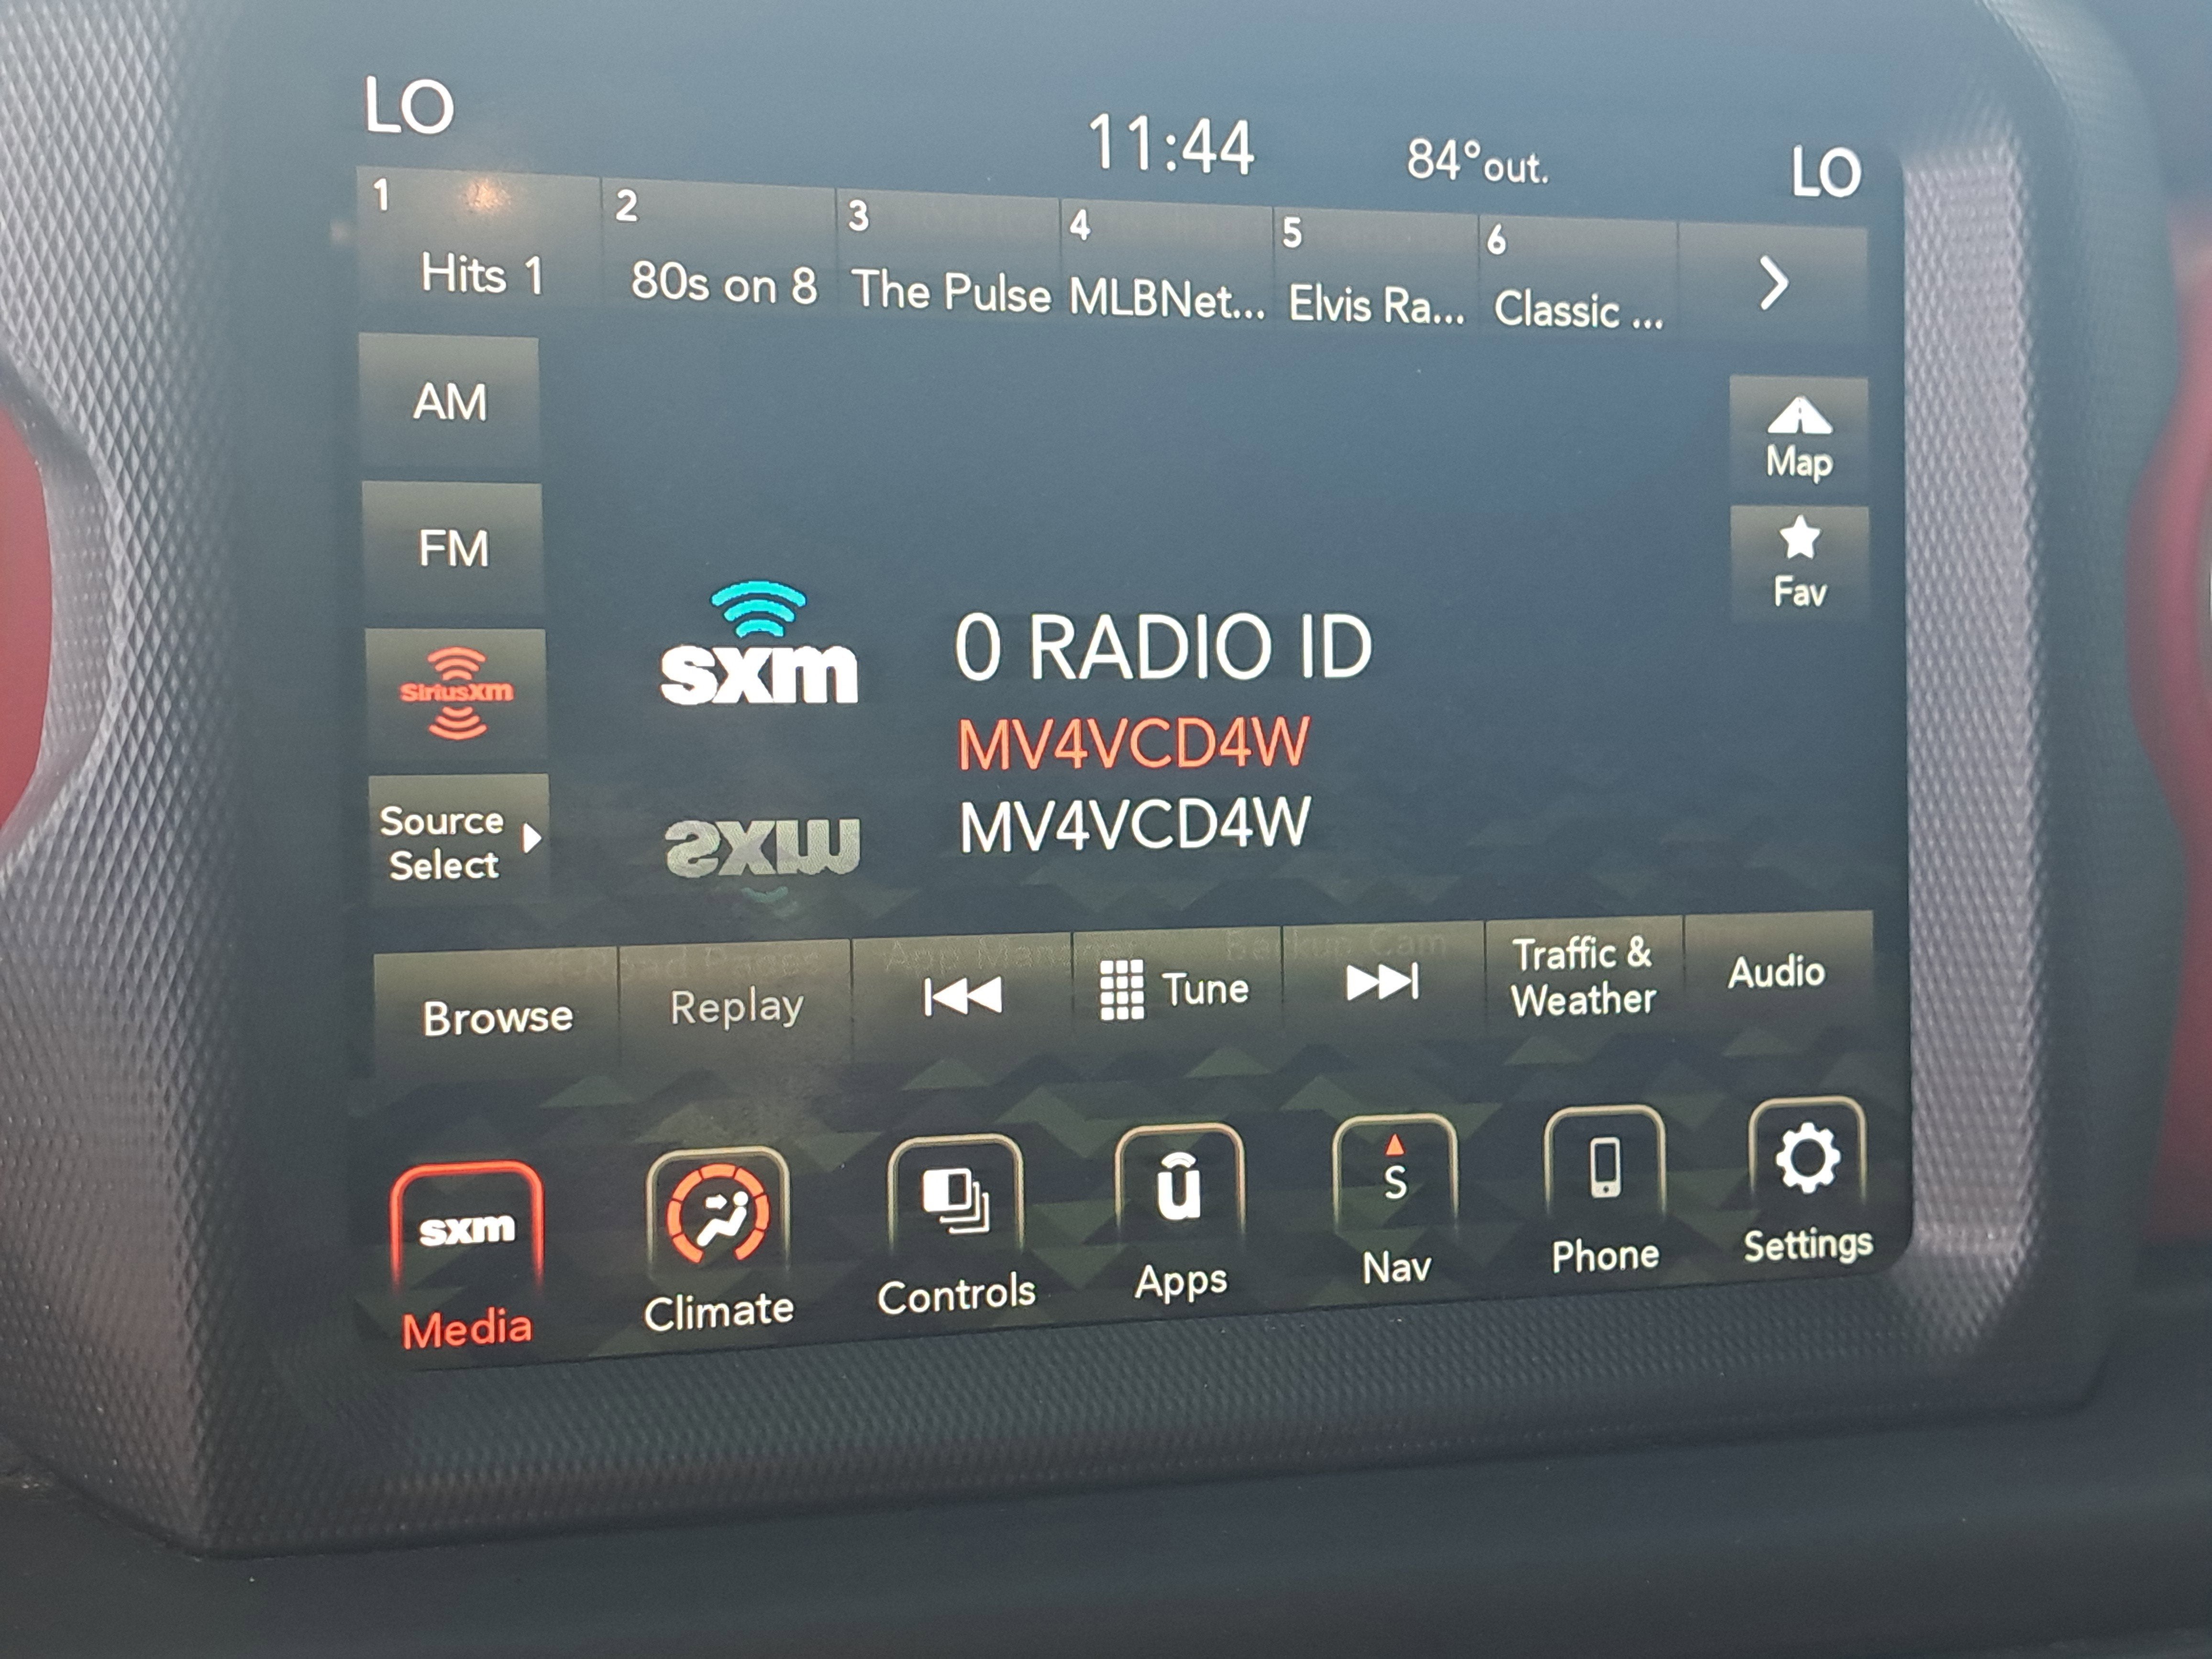 LO
11:44
84°out.
LO
1
2
3
4
5
6
Hits 1
80s on 8
The Pulse
MLBNet...
Elvis Ra...
Classic ...
AM
FM
SiriusXM
Source
Select
Map
Fav
sxm
0 RADIO ID
MV4VCD4W
MV4VCD4W
sxm
Browse
Replay
Tune
Traffic &
Weather
Audio
sxm
Media
Climate
Controls
u
Apps
S
Nav
Phone
Settings